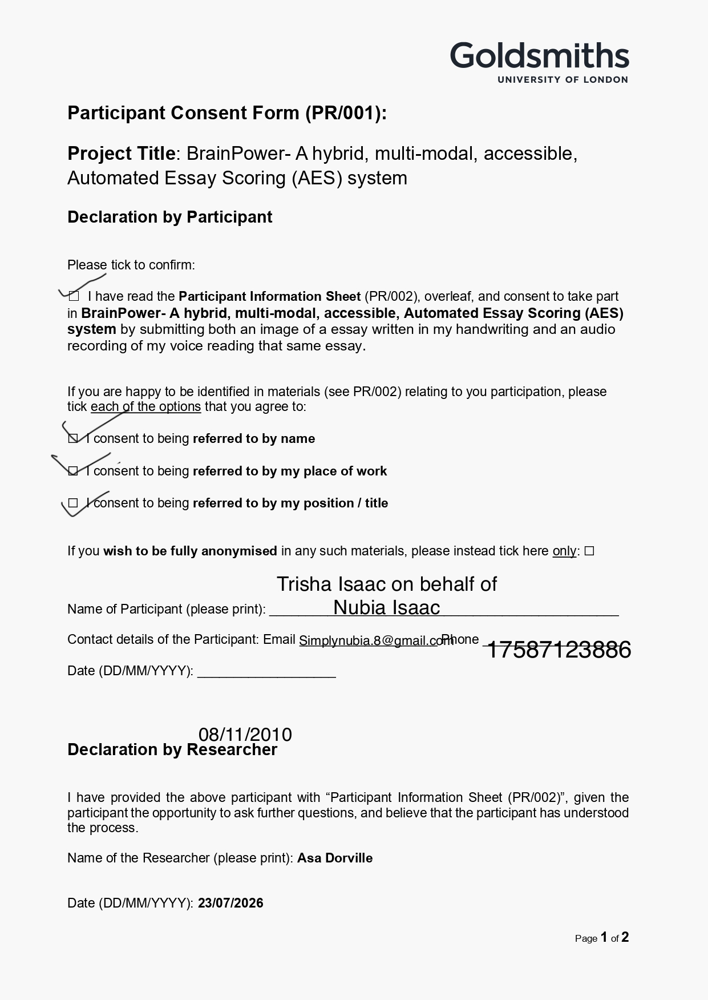 Goldsmiths
UNIVERSITY OF LONDON
Participant Consent Form (PR/001):
Project Title: BrainPower- A hybrid, multi-modal, accessible,
Automated Essay Scoring (AES) system
Declaration by Participant
Please tick to confirm:
☐ I have read the Participant Information Sheet (PR/002), overleaf, and consent to take part
in BrainPower- A hybrid, multi-modal, accessible, Automated Essay Scoring (AES)
system by submitting both an image of a essay written in my handwriting and an audio
recording of my voice reading that same essay.
If you are happy to be identified in materials (see PR/002) relating to you participation, please
tick each of the options that you agree to:
☐ I consent to being referred to by name
☐ I consent to being referred to by my place of work
☐ I consent to being referred to by my position / title
If you wish to be fully anonymised in any such materials, please instead tick here only: ☐
Trisha Isaac on behalf of
Name of Participant (please print): Nubia Isaac
Contact details of the Participant: Email Simplynubia.8@gmail.com Phone 17587123886
Date (DD/MM/YYYY): ___________________
08/11/2010
Declaration by Researcher
I have provided the above participant with “Participant Information Sheet (PR/002)”, given the
participant the opportunity to ask further questions, and believe that the participant has understood
the process.
Name of the Researcher (please print): Asa Dorville
Date (DD/MM/YYYY): 23/07/2026
Page 1 of 2